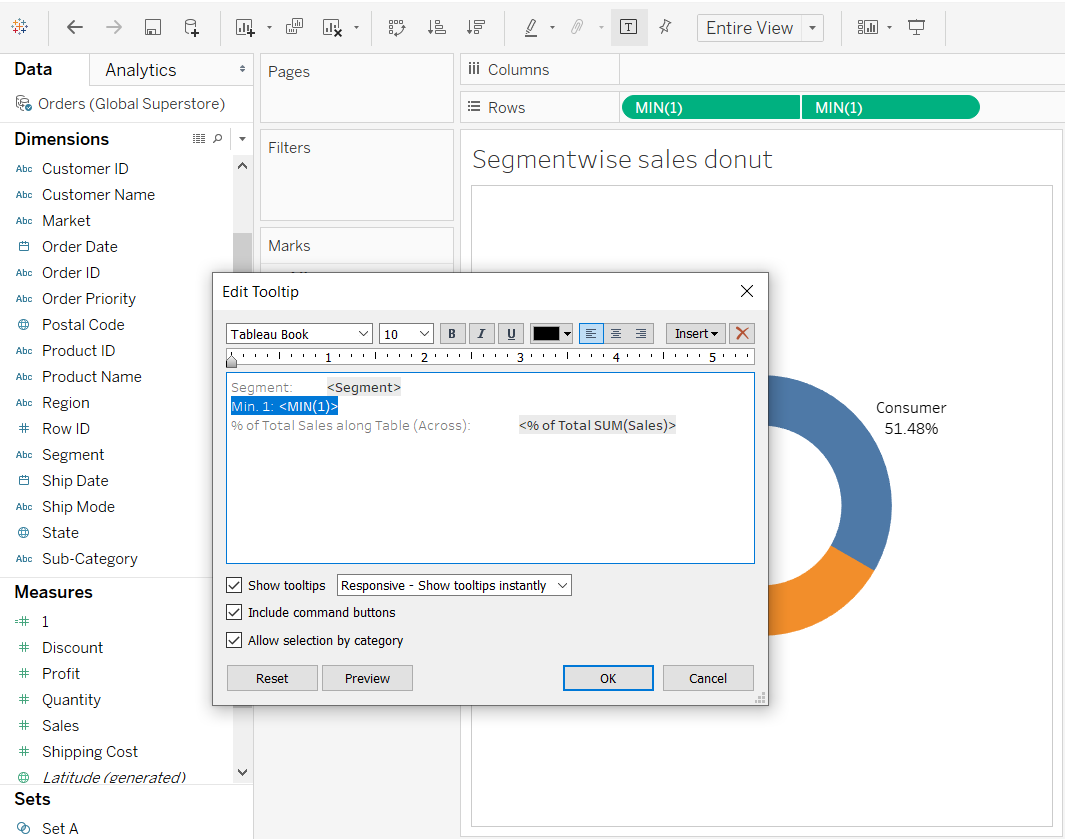 Entire View
Data
Analytics
Orders (Global Superstore)
Dimensions
Abc Customer ID
Abc Customer Name
Abc Market
Order Date
Abc Order ID
Abc Order Priority
Postal Code
Abc Product ID
Abc Product Name
Abc Region
# Row ID
Abc Segment
Ship Date
Abc Ship Mode
State
Abc Sub-Category
Measures
=# 1
# Discount
# Profit
# Quantity
# Sales
# Shipping Cost
Latitude (generated)
Sets
Set A
Pages
Filters
Marks
Columns
Rows
MIN(1)
MIN(1)
Segmentwise sales donut
Consumer
51.48%
Edit Tooltip
Tableau Book
10
B
I
U
Insert
1 2 3 4 5
Segment: <Segment>
Min. 1: <MIN(1)>
% of Total Sales along Table (Across): <% of Total SUM(Sales)>
Show tooltips
Responsive - Show tooltips instantly
Include command buttons
Allow selection by category
Reset
Preview
OK
Cancel